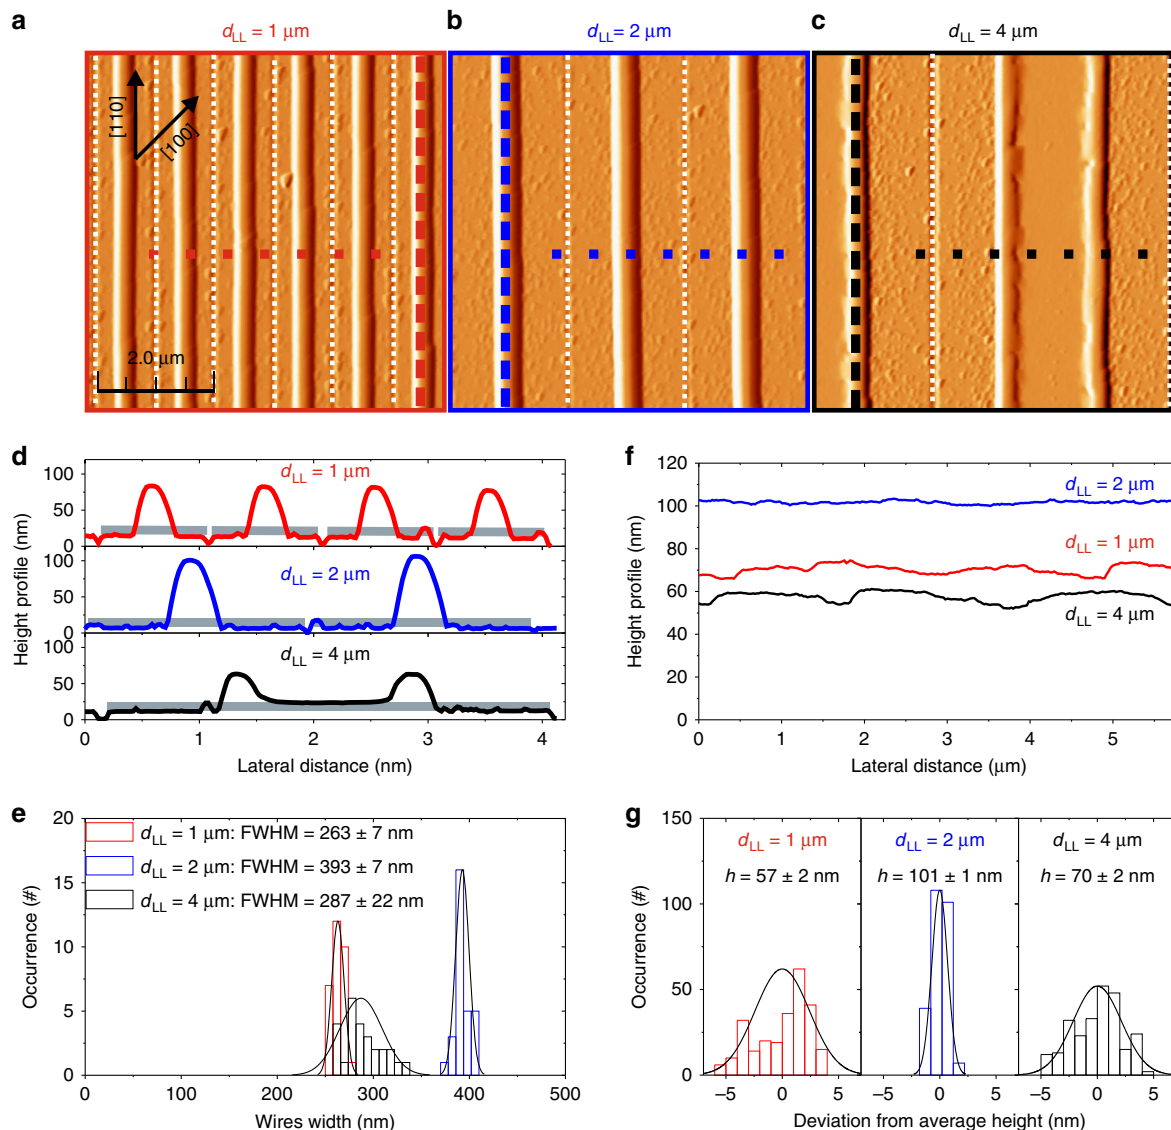 a
d_LL = 1 μm
b
d_LL= 2 μm
c
d_LL = 4 μm
[110]
[100]
2.0 μm
d
d_LL = 1 μm
d_LL = 2 μm
d_LL = 4 μm
100
50
0
100
50
0
100
50
0
Height profile (nm)
0 1 2 3 4
Lateral distance (nm)
f
120
100
80
60
40
20
0
Height profile (nm)
d_LL = 2 μm
d_LL = 1 μm
d_LL = 4 μm
0 1 2 3 4 5
Lateral distance (μm)
e
20
15
10
5
0
Occurrence (#)
d_LL = 1 μm: FWHM = 263 ± 7 nm
d_LL = 2 μm: FWHM = 393 ± 7 nm
d_LL = 4 μm: FWHM = 287 ± 22 nm
0 100 200 300 400 500
Wires width (nm)
g
150
100
50
0
Occurrence (#)
d_LL = 1 μm
h = 57 ± 2 nm
d_LL = 2 μm
h = 101 ± 1 nm
d_LL = 4 μm
h = 70 ± 2 nm
–5 0 5 –5 0 5 –5 0 5
Deviation from average height (nm)